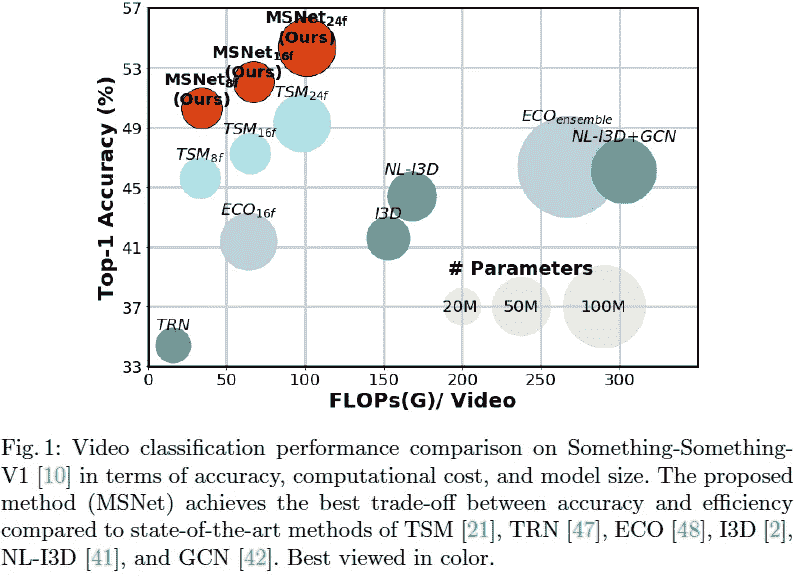 57
MSNet24f
(Ours)
MSNet16f
(Ours)
53
MSNet8f
(Ours)
TSM24f
ECOensemble
49
TSM16f
NL-I3D+GCN
TSM8f
NL-I3D
45
ECO16f
I3D
41
# Parameters
37
20M 50M 100M
TRN
33
0 50 100 150 200 250 300
Top-1 Accuracy (%)
FLOPs(G)/ Video
Fig. 1: Video classification performance comparison on Something-Something-
V1 [10] in terms of accuracy, computational cost, and model size. The proposed
method (MSNet) achieves the best trade-off between accuracy and efficiency
compared to state-of-the-art methods of TSM [21], TRN [47], ECO [48], I3D [2],
NL-I3D [41], and GCN [42]. Best viewed in color.